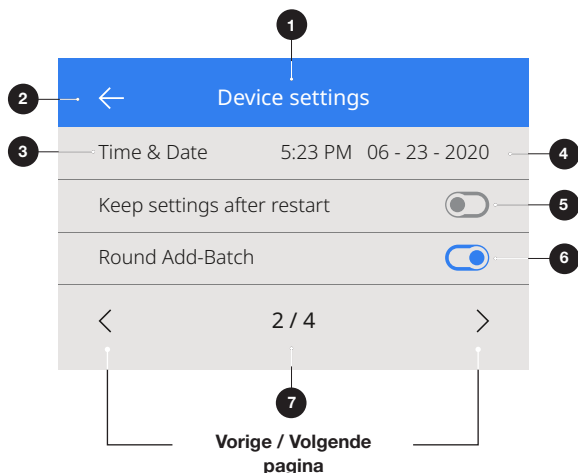 1
2
Device settings
3
Time & Date 5:23 PM 06 - 23 - 2020
4
Keep settings after restart
5
Round Add-Batch
6
2 / 4
7
Vorige / Volgende
pagina